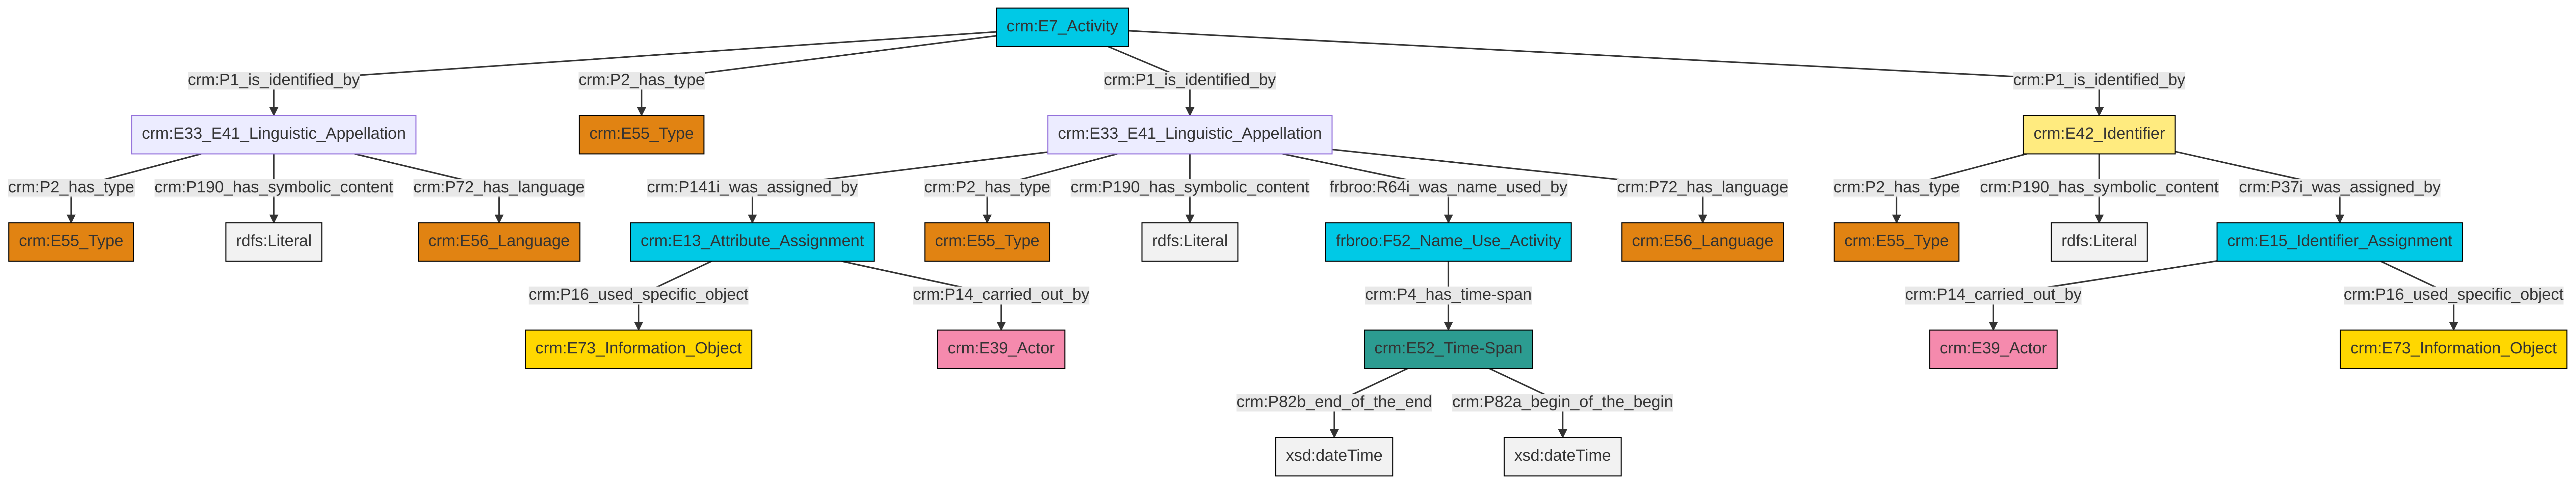 crm:E7_Activity
crm:P1_is_identified_by
crm:P2_has_type
crm:P1_is_identified_by
crm:P1_is_identified_by
crm:E33_E41_Linguistic_Appellation
crm:E55_Type
crm:E33_E41_Linguistic_Appellation
crm:E42_Identifier
crm:P2_has_type
crm:P190_has_symbolic_content
crm:P72_has_language
crm:P141i_was_assigned_by
crm:P2_has_type
crm:P190_has_symbolic_content
frbroo:R64i_was_name_used_by
crm:P72_has_language
crm:P2_has_type
crm:P190_has_symbolic_content
crm:P37i_was_assigned_by
crm:E55_Type
rdfs:Literal
crm:E56_Language
crm:E13_Attribute_Assignment
crm:E55_Type
rdfs:Literal
frbroo:F52_Name_Use_Activity
crm:E56_Language
crm:E55_Type
rdfs:Literal
crm:E15_Identifier_Assignment
crm:P16_used_specific_object
crm:P14_carried_out_by
crm:P4_has_time-span
crm:P14_carried_out_by
crm:P16_used_specific_object
crm:E73_Information_Object
crm:E39_Actor
crm:E52_Time-Span
crm:E39_Actor
crm:E73_Information_Object
crm:P82b_end_of_the_end
crm:P82a_begin_of_the_begin
xsd:dateTime
xsd:dateTime